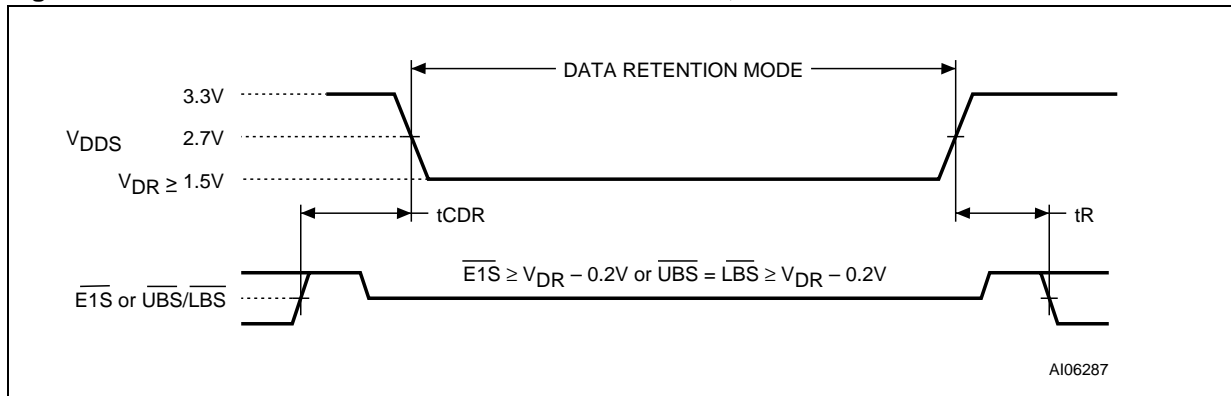 DATA RETENTION MODE
3.3V
VDDS 2.7V
VDR ≥ 1.5V
tCDR
tR
E1S ≥ VDR – 0.2V or UBS = LBS ≥ VDR – 0.2V
E1S or UBS/LBS
AI06287